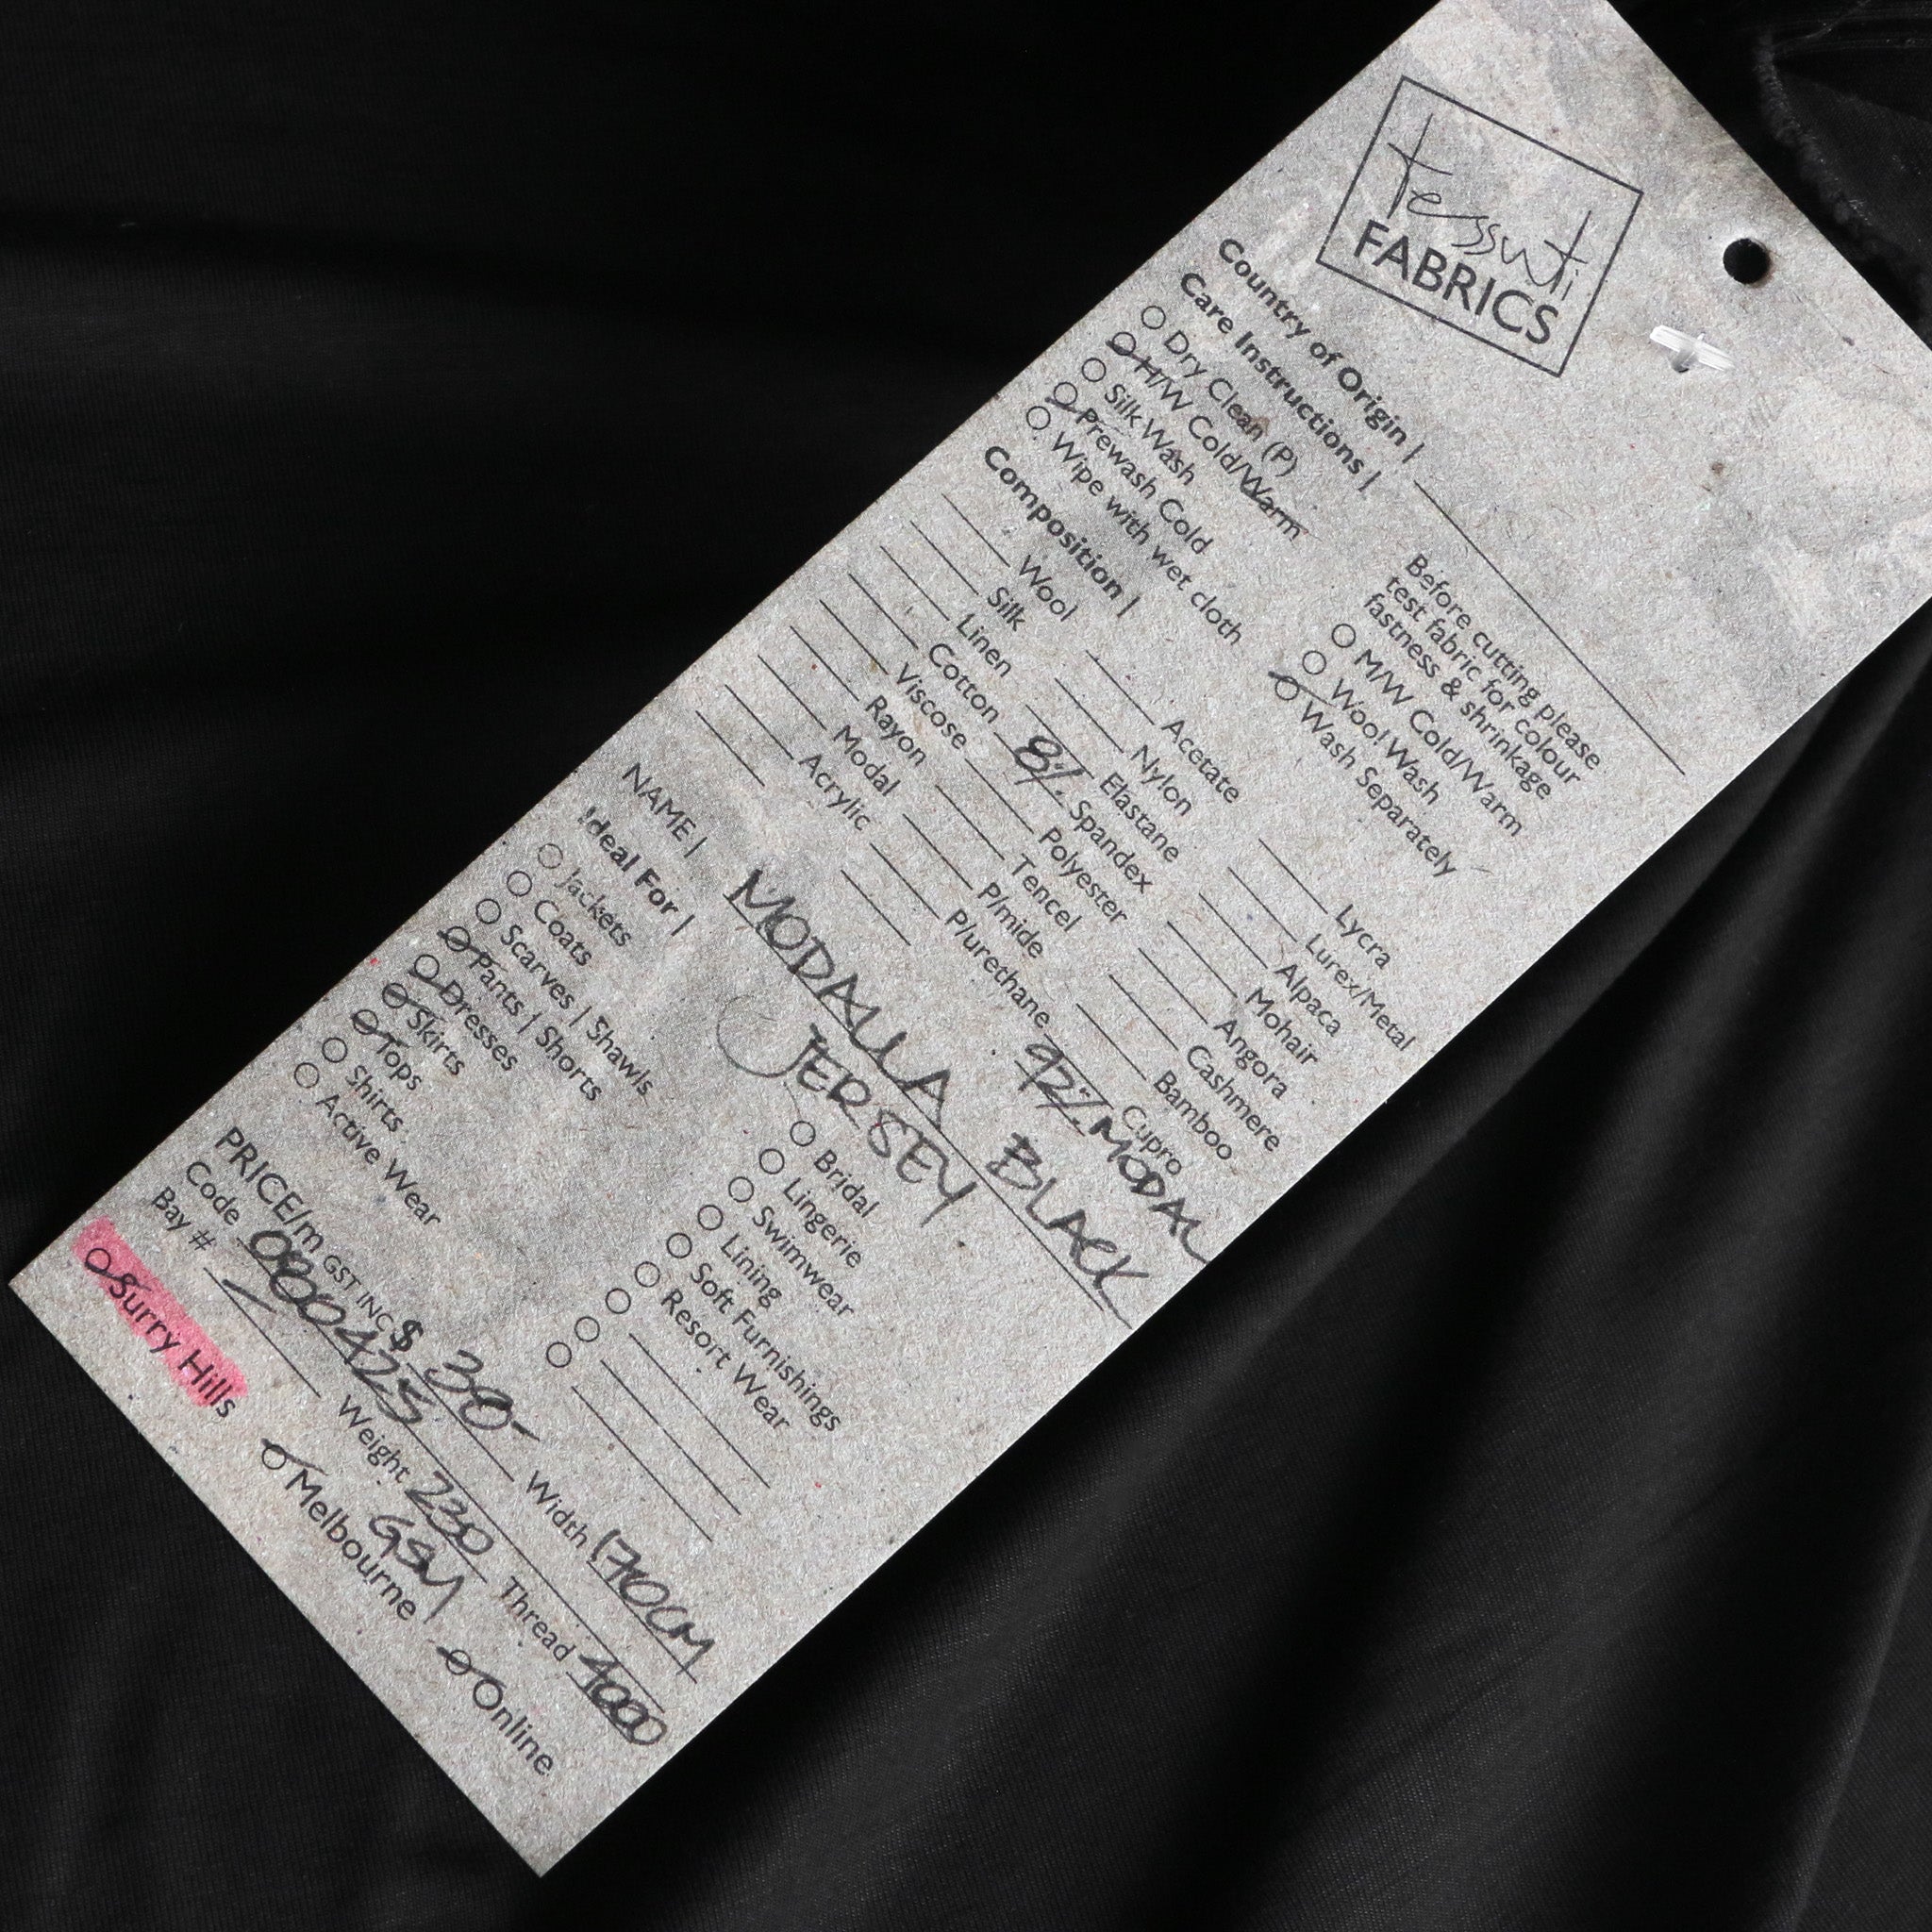 tessuti
FABRICS
Country of Origin |
Care Instructions |
Dry Clean (P)
H/W Cold/Warm
Silk Wash
Prewash Cold
Wipe with wet cloth
Before cutting please
test fabric for colour
fastness & shrinkage
M/W Cold/Warm
Wool Wash
Wash Separately
Composition |
Wool
Silk
Linen
Cotton
Viscose
Rayon
Modal
Acrylic
Acetate
Nylon
8% Elastane
Spandex
Polyester
Tencel
P/mide
P/urethane
Lycra
Lurex/Metal
Alpaca
Mohair
Angora
Cashmere
Bamboo
Cupro
92% MODAL
NAME | MODALLA BLACK
JERSEY
Ideal For |
Jackets
Coats
Scarves | Shawls
Pants | Shorts
Dresses
Skirts
Tops
Shirts
Active Wear
Bridal
Lingerie
Swimwear
Lining
Soft Furnishings
Resort Wear
PRICE/m GST INC $ 30- Width 170CM
Code 0800425
Bay # Weight 230 GSM Thread 4000
Surry Hills Melbourne Online